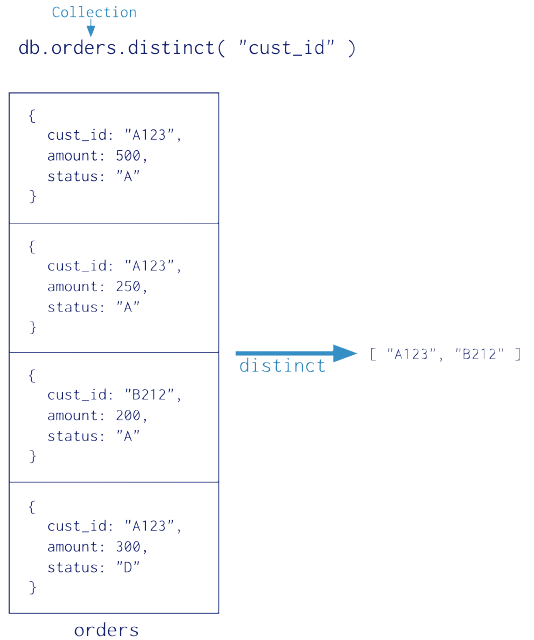 Collection
db.orders.distinct( "cust_id" )
{
cust_id: "A123",
amount: 500,
status: "A"
}
{
cust_id: "A123",
amount: 250,
status: "A"
}
{
cust_id: "B212",
amount: 200,
status: "A"
}
{
cust_id: "A123",
amount: 300,
status: "D"
}
orders
distinct
[ "A123", "B212" ]